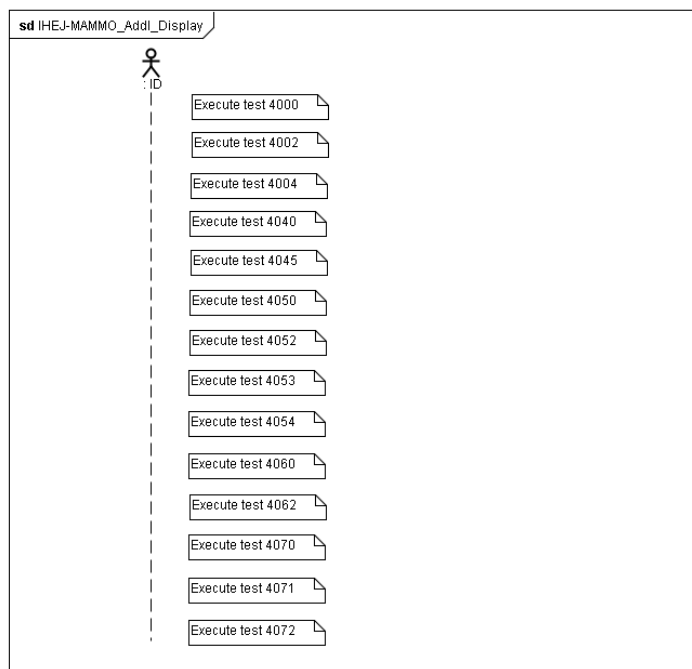 sd IHEJ-MAMMO_Addl_Display
: ID
Execute test 4000
Execute test 4002
Execute test 4004
Execute test 4040
Execute test 4045
Execute test 4050
Execute test 4052
Execute test 4053
Execute test 4054
Execute test 4060
Execute test 4062
Execute test 4070
Execute test 4071
Execute test 4072